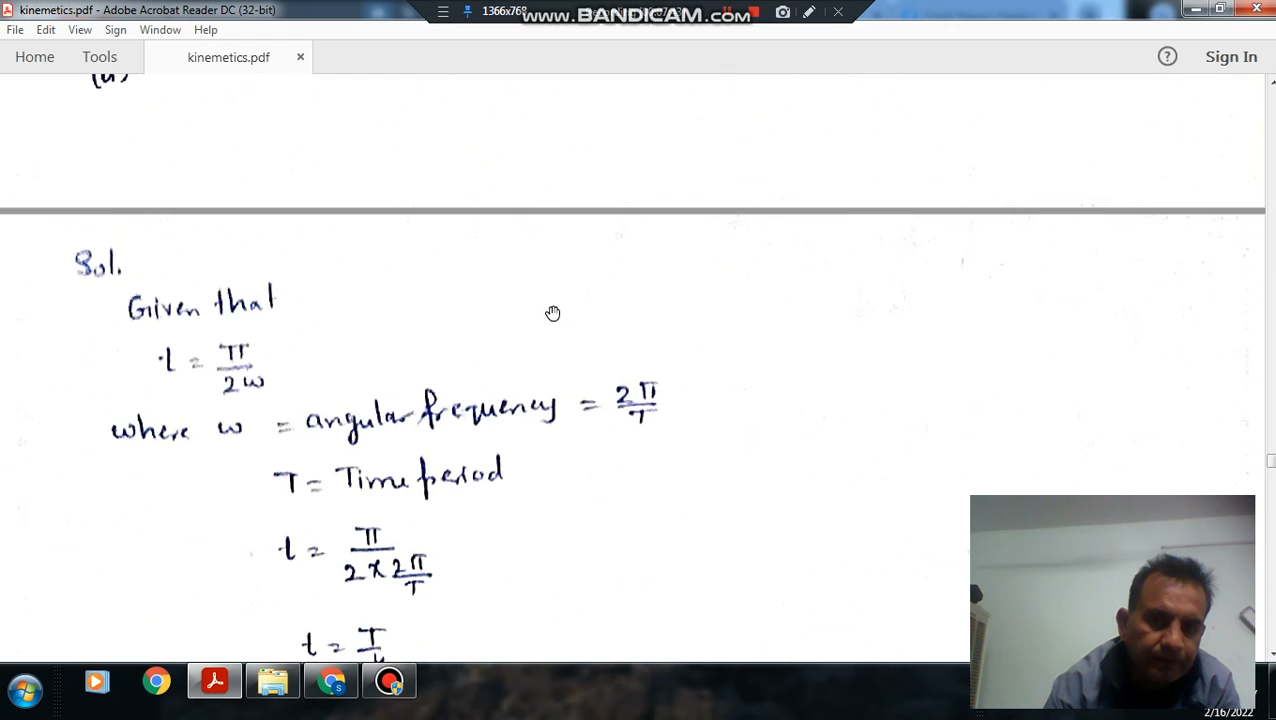 kinemetics.pdf - Adobe Acrobat Reader DC (32-bit)
1366x768
www.BANDICAM.com
File Edit View Sign Window Help
Home Tools kinemetics.pdf × Sign In
Sol.
Given that
t = π/2ω
where ω = angular frequency = 2π/T
T = Time period
t = π/(2 × 2π/T)
t = T/4
2/16/2022